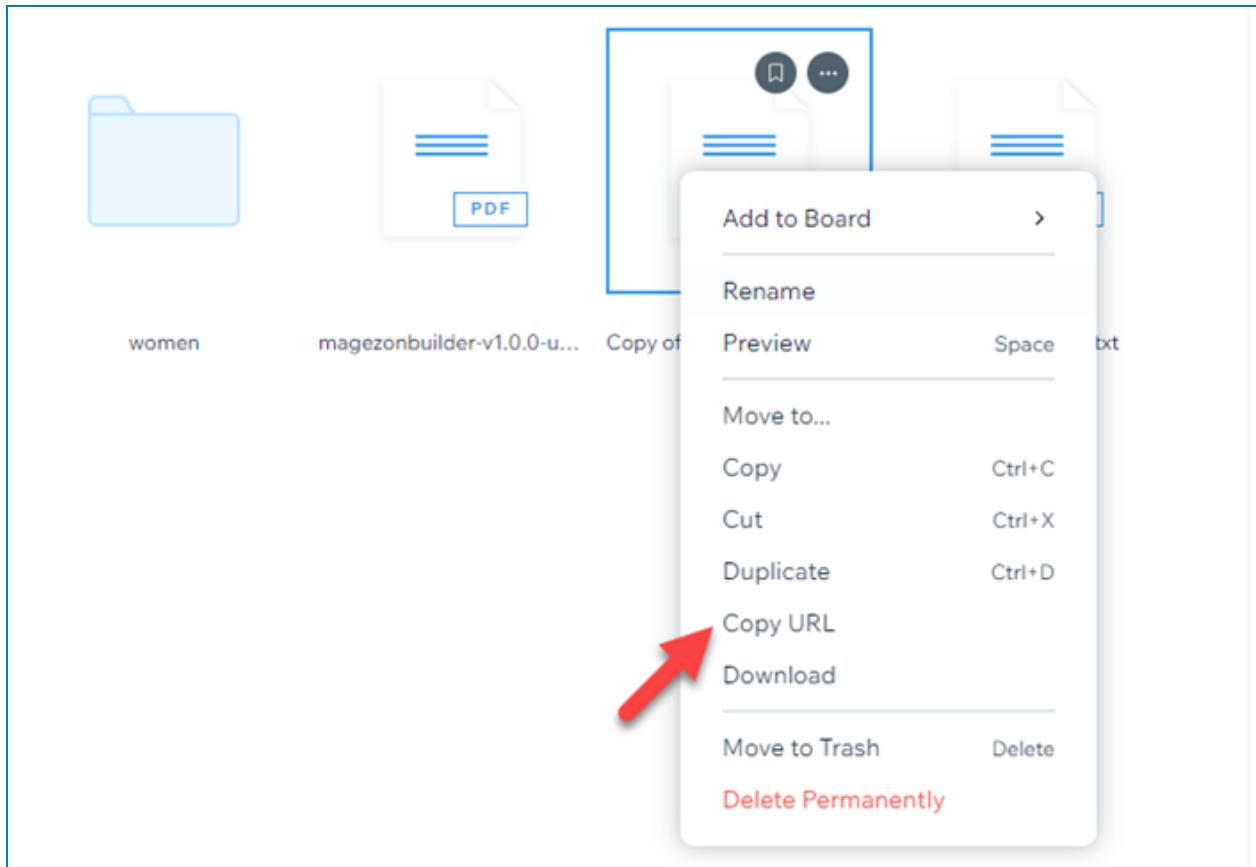 PDF
women
magezonbuilder-v1.0.0-u...
Copy of
txt
Add to Board
Rename
Preview Space
Move to...
Copy Ctrl+C
Cut Ctrl+X
Duplicate Ctrl+D
Copy URL
Download
Move to Trash Delete
Delete Permanently